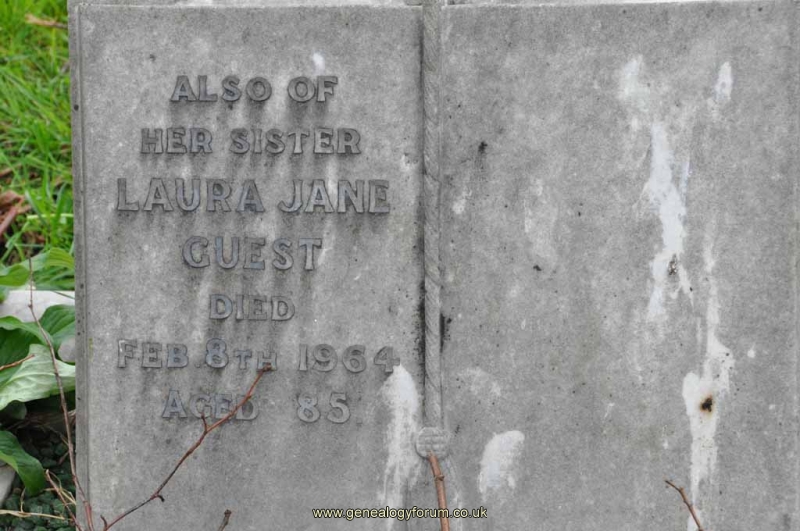 ALSO OF
HER SISTER
LAURA JANE
GUEST
DIED
FEB 8TH 1964
AGED 85
www.genealogyforum.co.uk